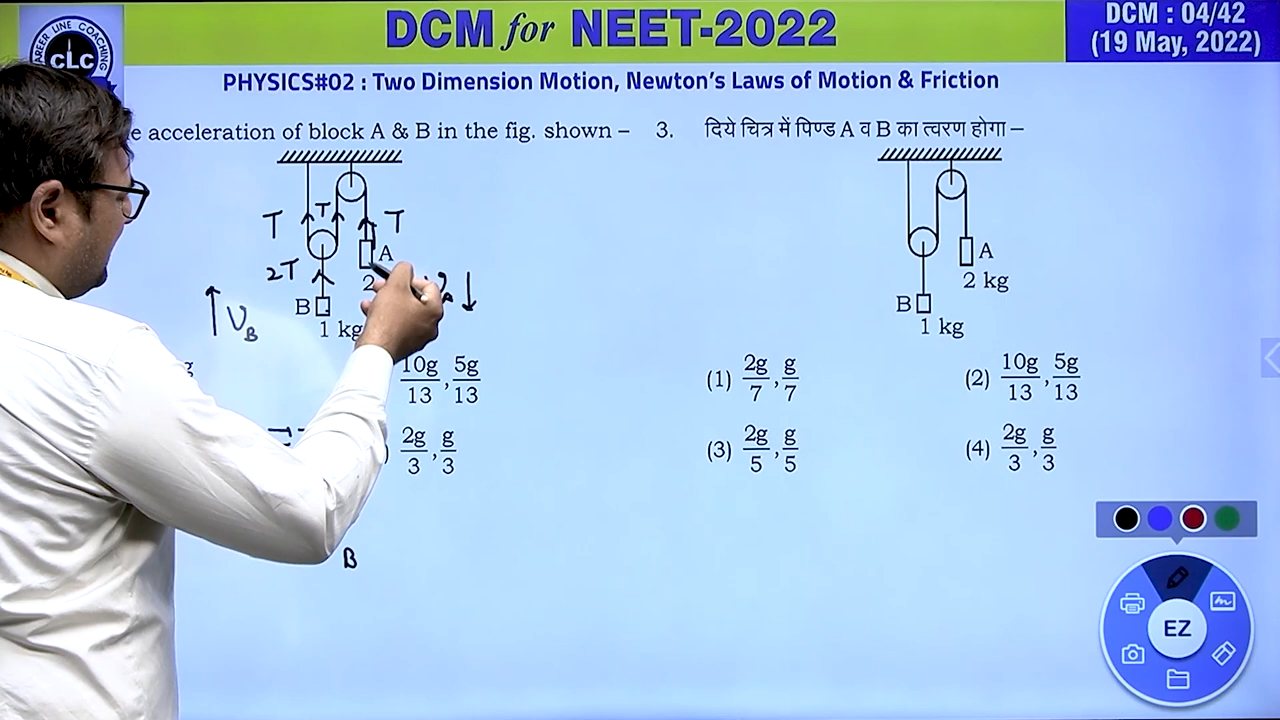 DCM for NEET-2022
DCM : 04/42
(19 May, 2022)
CLC
PHYSICS#02 : Two Dimension Motion, Newton's Laws of Motion & Friction
acceleration of block A & B in the fig. shown –
3. दिये चित्र में पिण्ड A व B का त्वरण होगा –
T T T
A
2T
2
B
1 kg
V_B
10g/13, 5g/13
2g/3, g/3
B
A
2 kg
B
1 kg
(1) 2g/7, g/7
(2) 10g/13, 5g/13
(3) 2g/5, g/5
(4) 2g/3, g/3
EZ